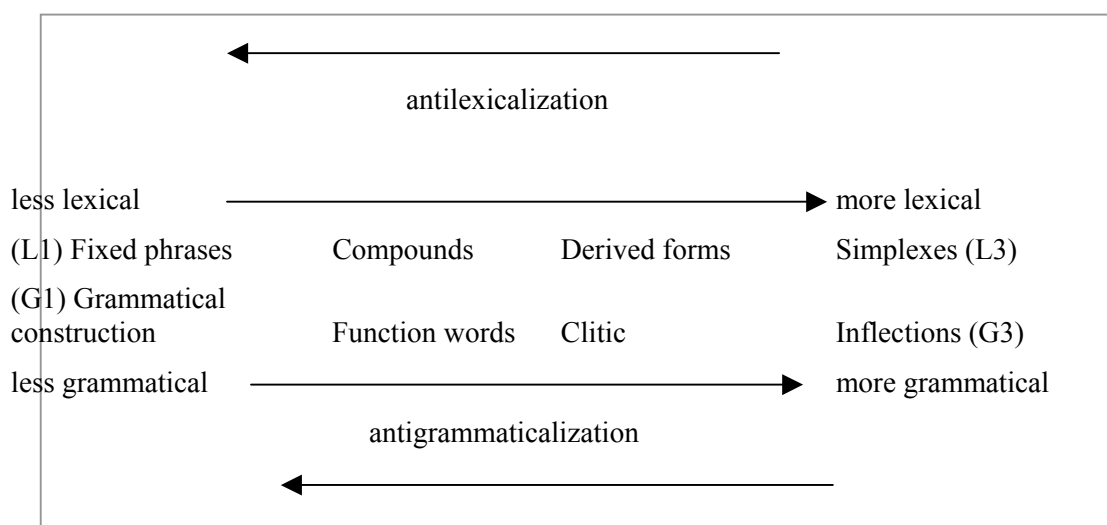 antilexicalization
less lexical more lexical
(L1) Fixed phrases Compounds Derived forms Simplexes (L3)
(G1) Grammatical
construction Function words Clitic Inflections (G3)
less grammatical more grammatical
antigrammaticalization